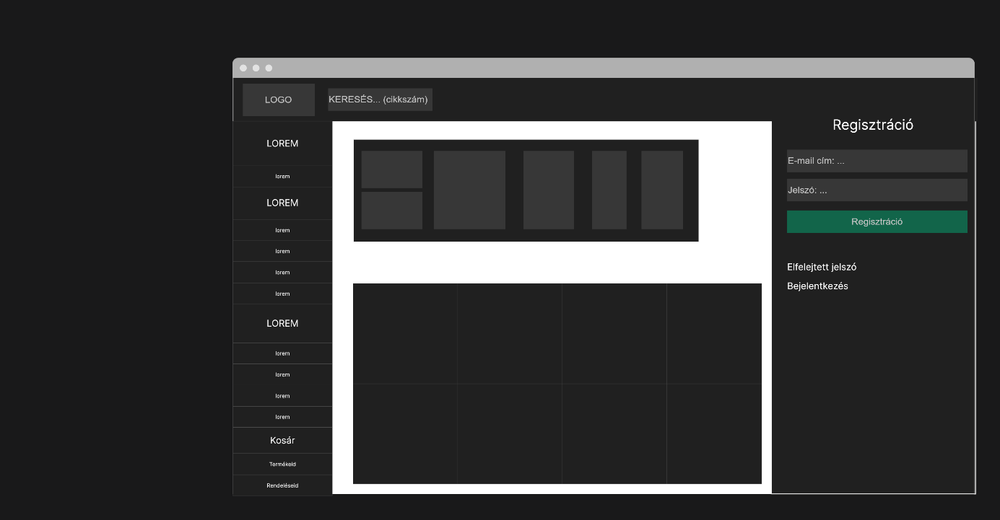 LOGO
KERESÉS... (cikkszám)
LOREM
lorem
LOREM
lorem
lorem
lorem
lorem
LOREM
lorem
lorem
lorem
lorem
Kosár
Termékeid
Rendeléseid
Regisztráció
E-mail cím: ...
Jelszó: ...
Regisztráció
Elfelejtett jelszó
Bejelentkezés